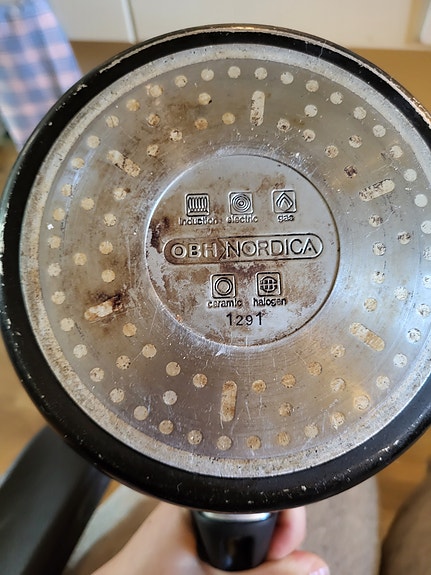 induction electric gas
OBH NORDICA
ceramic halogen
1291